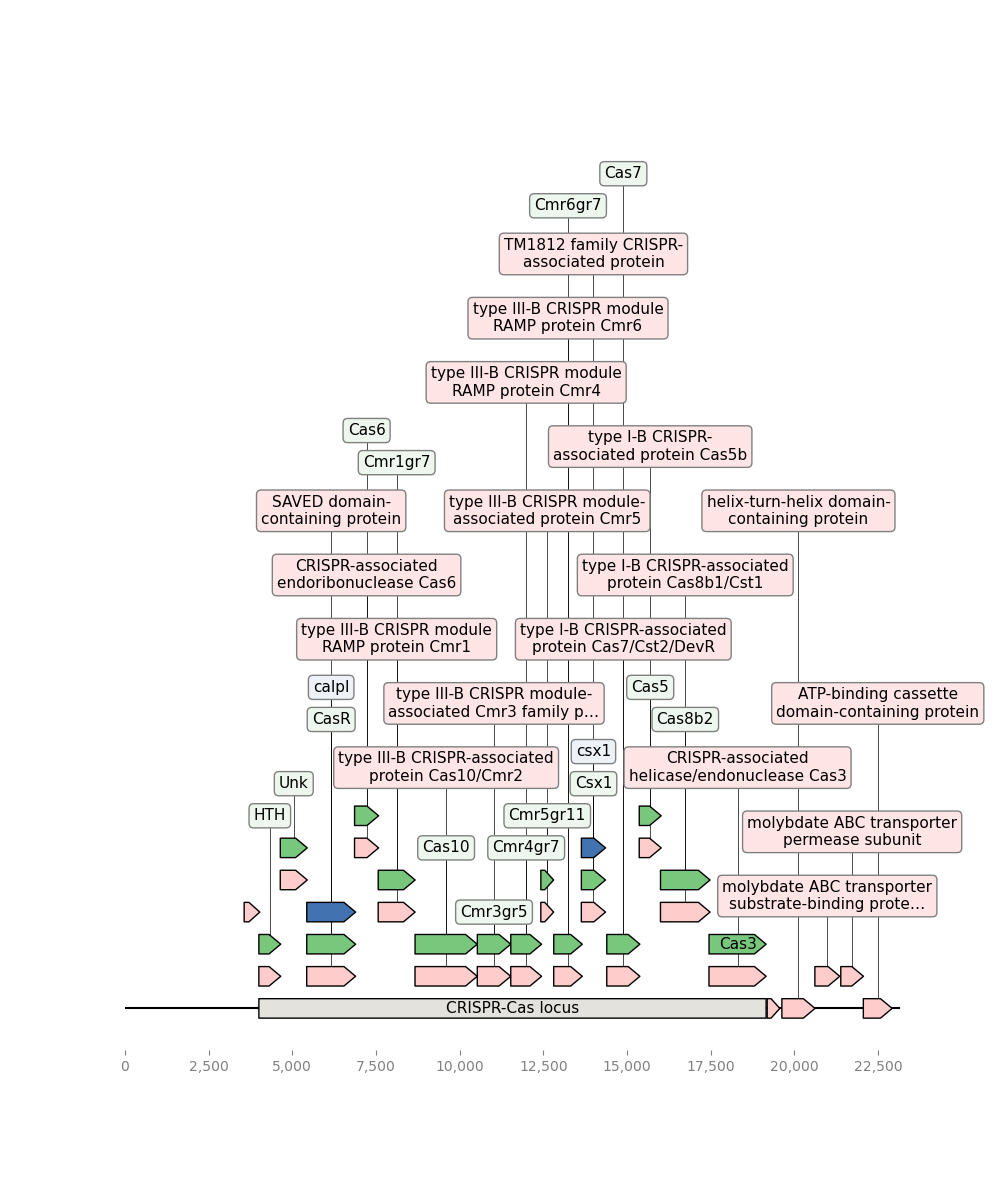 Cas7
Cmr6gr7
TM1812 family CRISPR-
associated protein
type III-B CRISPR module
RAMP protein Cmr6
type III-B CRISPR module
RAMP protein Cmr4
Cas6
type I-B CRISPR-
associated protein Cas5b
Cmr1gr7
SAVED domain-
containing protein
type III-B CRISPR module-
associated protein Cmr5
helix-turn-helix domain-
containing protein
CRISPR-associated
endoribonuclease Cas6
type I-B CRISPR-associated
protein Cas8b1/Cst1
type III-B CRISPR module
RAMP protein Cmr1
type I-B CRISPR-associated
protein Cas7/Cst2/DevR
calpl
type III-B CRISPR module-
associated Cmr3 family p...
Cas5
ATP-binding cassette
domain-containing protein
CasR
Cas8b2
csx1
type III-B CRISPR-associated
protein Cas10/Cmr2
CRISPR-associated
helicase/endonuclease Cas3
Unk
Csx1
HTH
Cmr5gr11
molybdate ABC transporter
permease subunit
Cas10
Cmr4gr7
molybdate ABC transporter
substrate-binding prote...
Cmr3gr5
Cas3
CRISPR-Cas locus
0
2,500
5,000
7,500
10,000
12,500
15,000
17,500
20,000
22,500